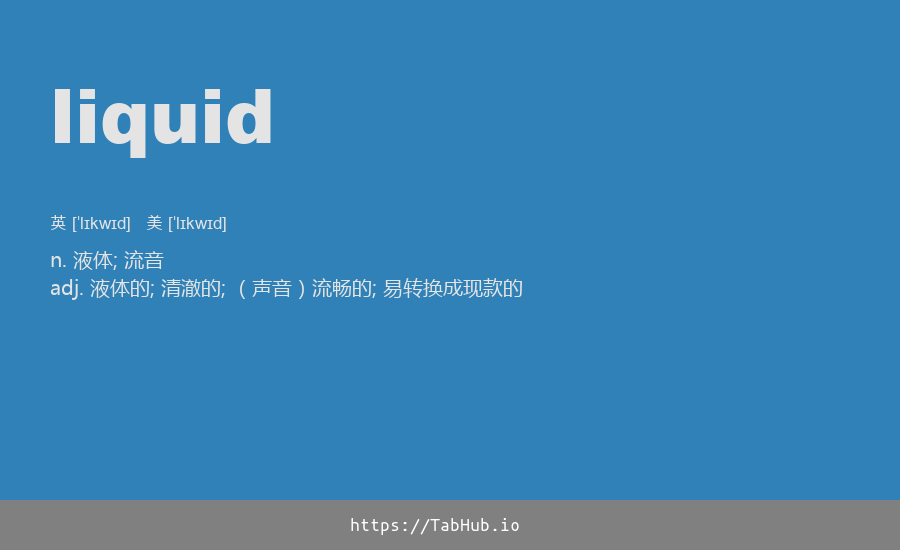 liquid
英 [ˈlɪkwɪd] 美 [ˈlɪkwɪd]
n. 液体; 流音
adj. 液体的; 清澈的; （声音）流畅的; 易转换成现款的
https://TabHub.io